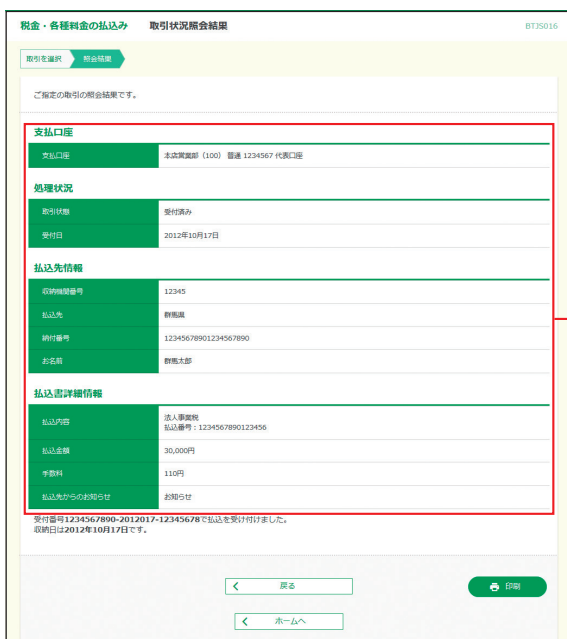 税金・各種料金の払込み 取引状況照会結果 BTJS016
取引を選択 照会結果
ご指定の取引の照会結果です。
支払口座
支払口座 本店営業部（100） 普通 1234567 代表口座
処理状況
取引状態 受付済み
受付日 2012年10月17日
払込先情報
収納機関番号 12345
払込先 群馬県
納付番号 12345678901234567890
お名前 群馬太郎
払込書詳細情報
払込内容 法人事業税
払込番号：1234567890123456
払込金額 30,000円
手数料 110円
払込先からのお知らせ お知らせ
受付番号1234567890-2012017-12345678で払込を受け付けました。
収納日は2012年10月17日です。
戻る 印刷
ホームへ